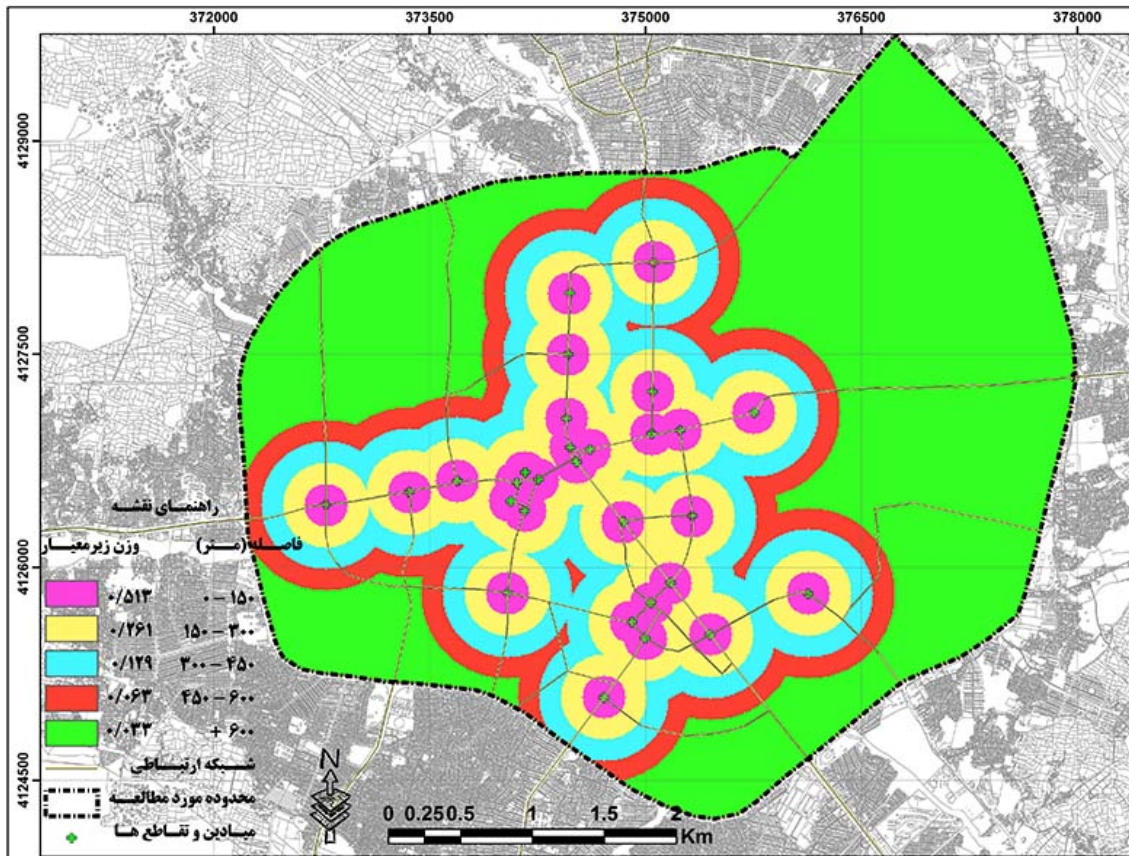 372000 373500 375000 376500 378000
4129000
4127500
4126000
4124500
راهنمای نقشه
فاصله (متر) وزن زیرمعیار
۰ - ۱۵۰ ۰/۵۱۳
۱۵۰ - ۳۰۰ ۰/۲۶۱
۳۰۰ - ۴۵۰ ۰/۱۲۹
۴۵۰ - ۶۰۰ ۰/۰۶۳
۶۰۰ + ۰/۰۳۳
شبکه ارتباطی
محدوده مورد مطالعه
میادین و تقاطع ها
N
0 0.25 0.5 1 1.5 2
Km